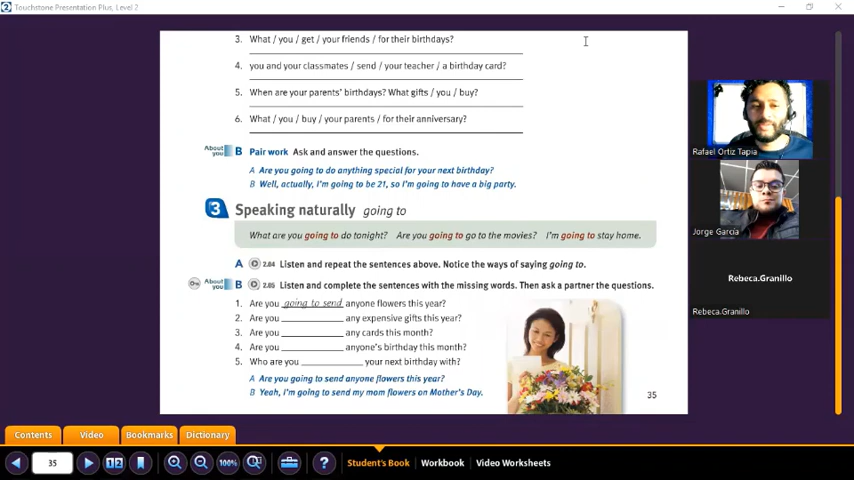 Touchstone Presentation Plus, Level 2
3. What / you / get / your friends / for their birthdays?
4. you and your classmates / send / your teacher / a birthday card?
5. When are your parents' birthdays? What gifts / you / buy?
6. What / you / buy / your parents / for their anniversary?
About you B Pair work Ask and answer the questions.
A Are you going to do anything special for your next birthday?
B Well, actually, I'm going to be 21, so I'm going to have a big party.
3 Speaking naturally going to
What are you going to do tonight? Are you going to go to the movies? I'm going to stay home.
A 2.04 Listen and repeat the sentences above. Notice the ways of saying going to.
About you B 2.05 Listen and complete the sentences with the missing words. Then ask a partner the questions.
1. Are you going to send anyone flowers this year?
2. Are you ____________ any expensive gifts this year?
3. Are you ____________ any cards this month?
4. Are you ____________ anyone's birthday this month?
5. Who are you ____________ your next birthday with?
A Are you going to send anyone flowers this year?
B Yeah, I'm going to send my mom flowers on Mother's Day.
35
Rafael Ortiz Tapia
Jorge García
Rebeca.Granillo
Rebeca.Granillo
Contents Video Bookmarks Dictionary
35 12 100% ? Student's Book Workbook Video Worksheets